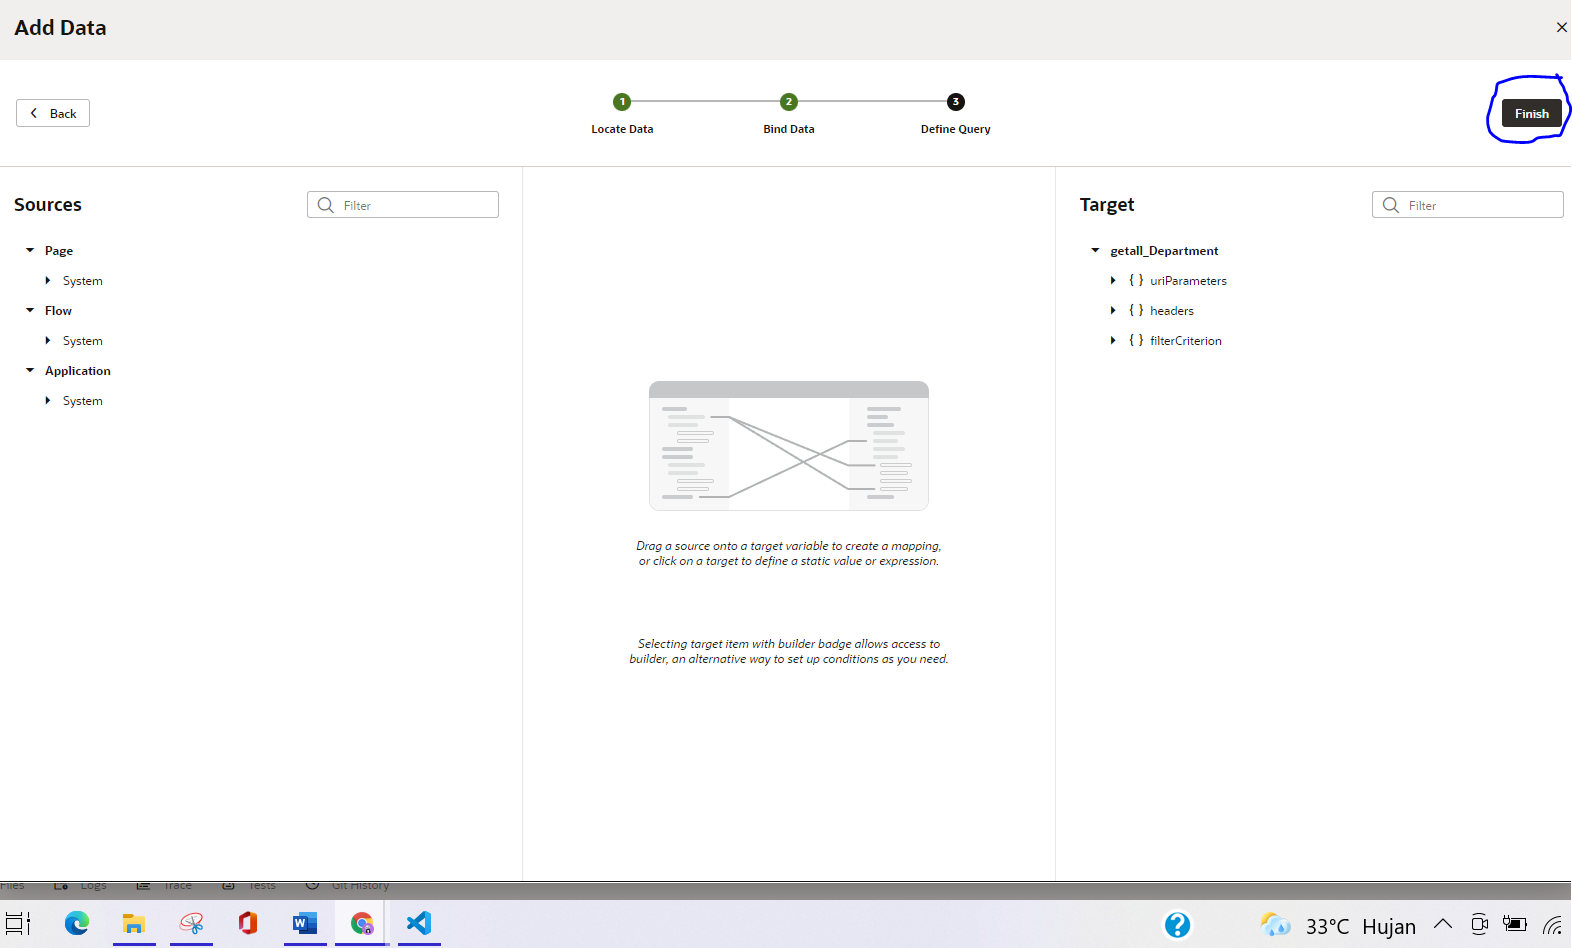 Add Data
Back
1 2 3
Locate Data Bind Data Define Query
Finish
Sources
Filter
Page
System
Flow
System
Application
System
Drag a source onto a target variable to create a mapping,
or click on a target to define a static value or expression.
Selecting target item with builder badge allows access to
builder, an alternative way to set up conditions as you need.
Target
Filter
getall_Department
{ } uriParameters
{ } headers
{ } filterCriterion
Files Logs Trace Tests Git History
33°C Hujan